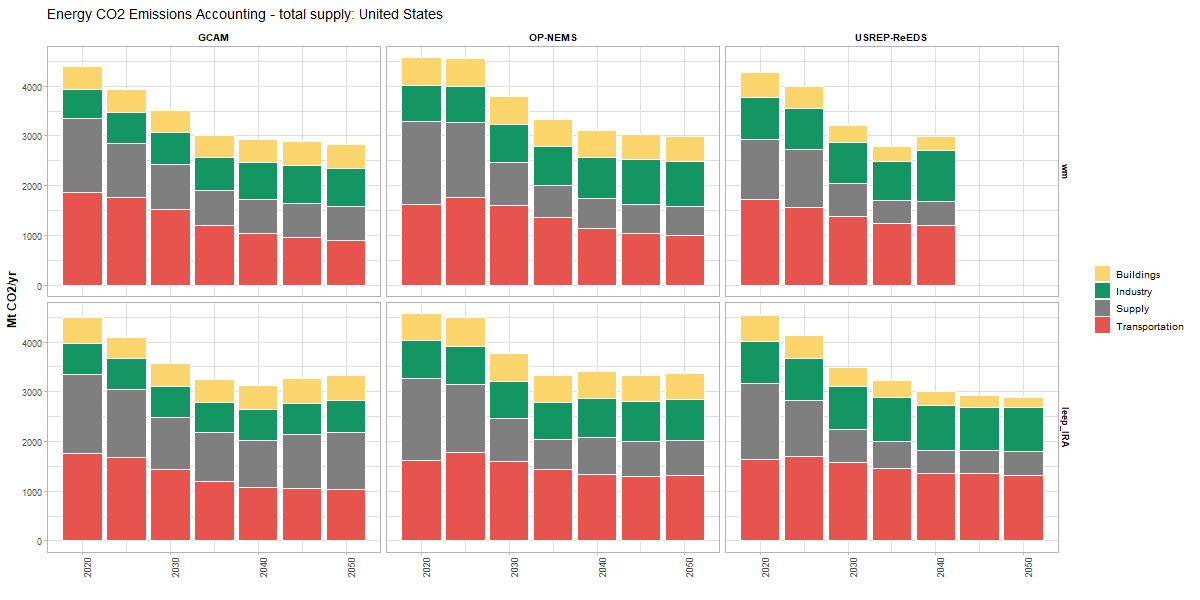 Energy CO2 Emissions Accounting - total supply: United States
GCAM
OP-NEMS
USREP-ReEDS
Mt CO2/yr
4000
3000
2000
1000
0
wm
4000
3000
2000
1000
0
leep_IRA
2020
2030
2040
2050
2020
2030
2040
2050
2020
2030
2040
2050
Buildings
Industry
Supply
Transportation